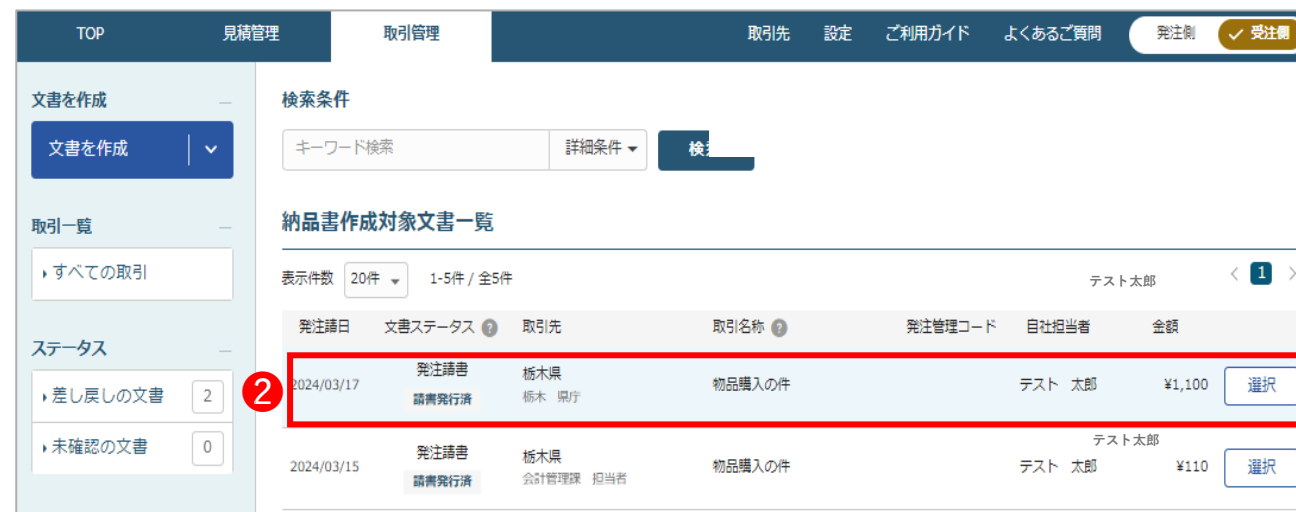 TOP 見積管理 取引管理 取引先 設定 ご利用ガイド よくあるご質問 発注側 受注側
文書を作成
文書を作成
取引一覧
すべての取引
ステータス
差し戻しの文書 2
未確認の文書 0
検索条件
キーワード検索 詳細条件
納品書作成対象文書一覧
表示件数 20件 1-5件 / 全5件 テスト太郎 < 1 >
発注請日 文書ステータス ? 取引先 取引名称 ? 発注管理コード 自社担当者 金額
2
2024/03/17 発注請書 栃木県 物品購入の件 テスト 太郎 ¥1,100 選択
請書発行済 栃木 県庁
テスト太郎
2024/03/15 発注請書 栃木県 物品購入の件 テスト 太郎 ¥110 選択
請書発行済 会計管理課 担当者